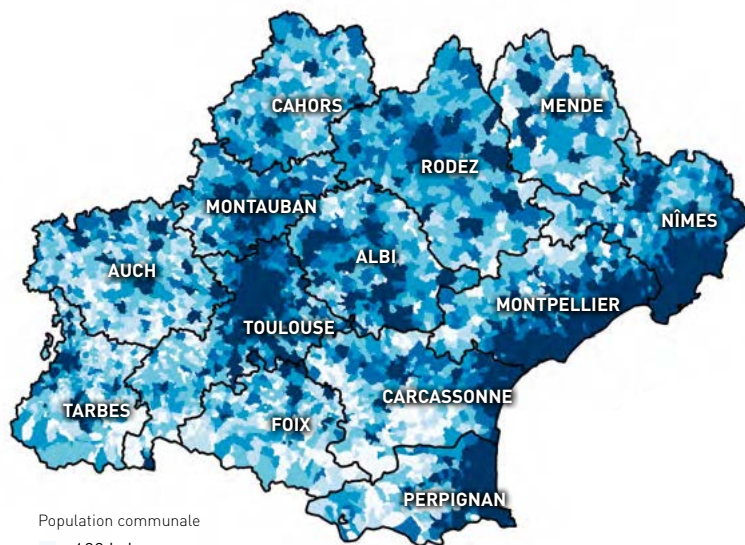 CAHORS
MENDE
RODEZ
MONTAUBAN
NÎMES
ALBI
AUCH
MONTPELLIER
TOULOUSE
CARCASSONNE
TARBES
FOIX
PERPIGNAN
Population communale